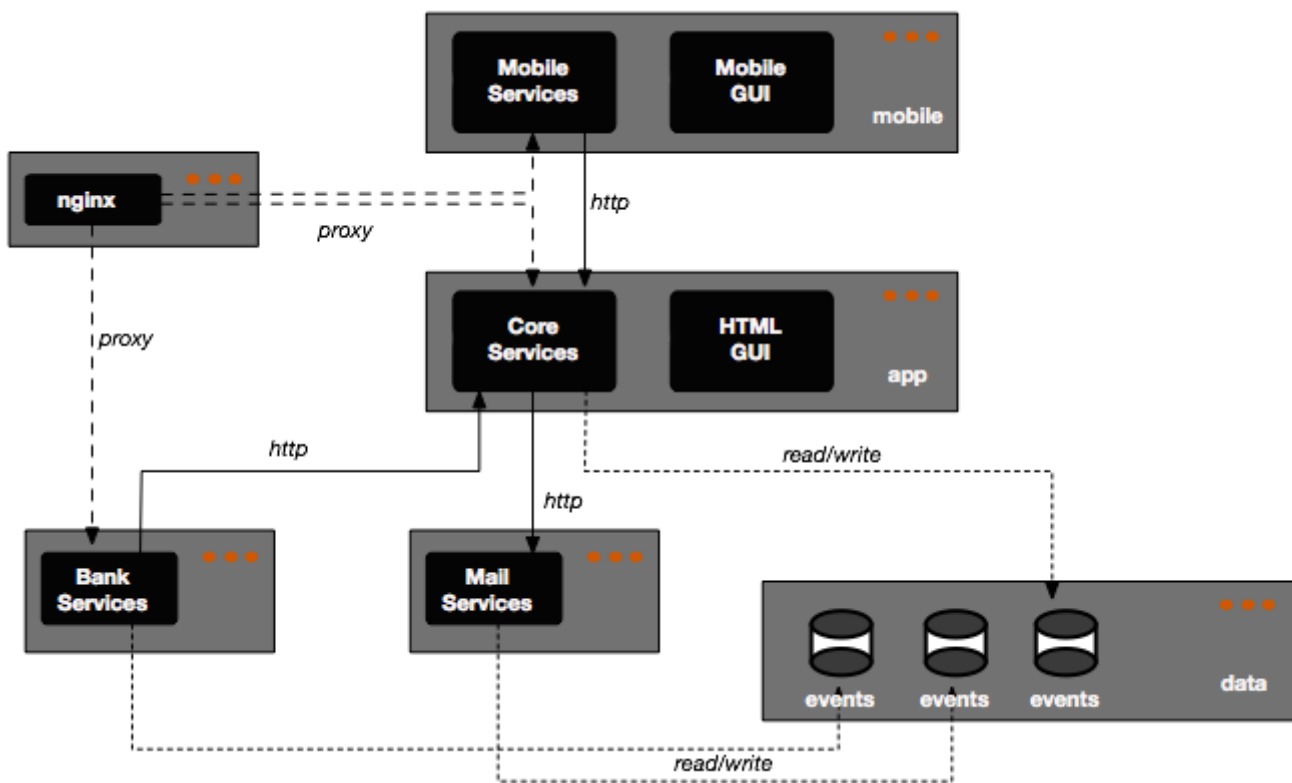 Mobile
Services
Mobile
GUI
mobile
nginx
http
proxy
Core
Services
HTML
GUI
app
proxy
http
read/write
http
Bank
Services
Mail
Services
events
events
events
data
read/write